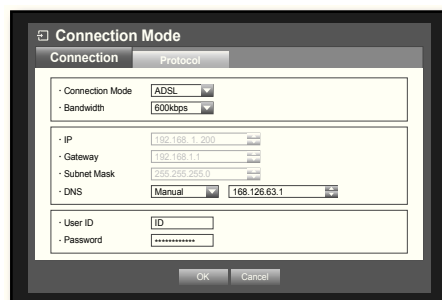 Connection Mode
Connection Protocol
· Connection Mode ADSL
· Bandwidth 600kbps
· IP 192.168. 1. 200
· Gateway 192.168.1.1
· Subnet Mask 255.255.255.0
· DNS Manual 168.126.63.1
· User ID ID
· Password ************
OK Cancel